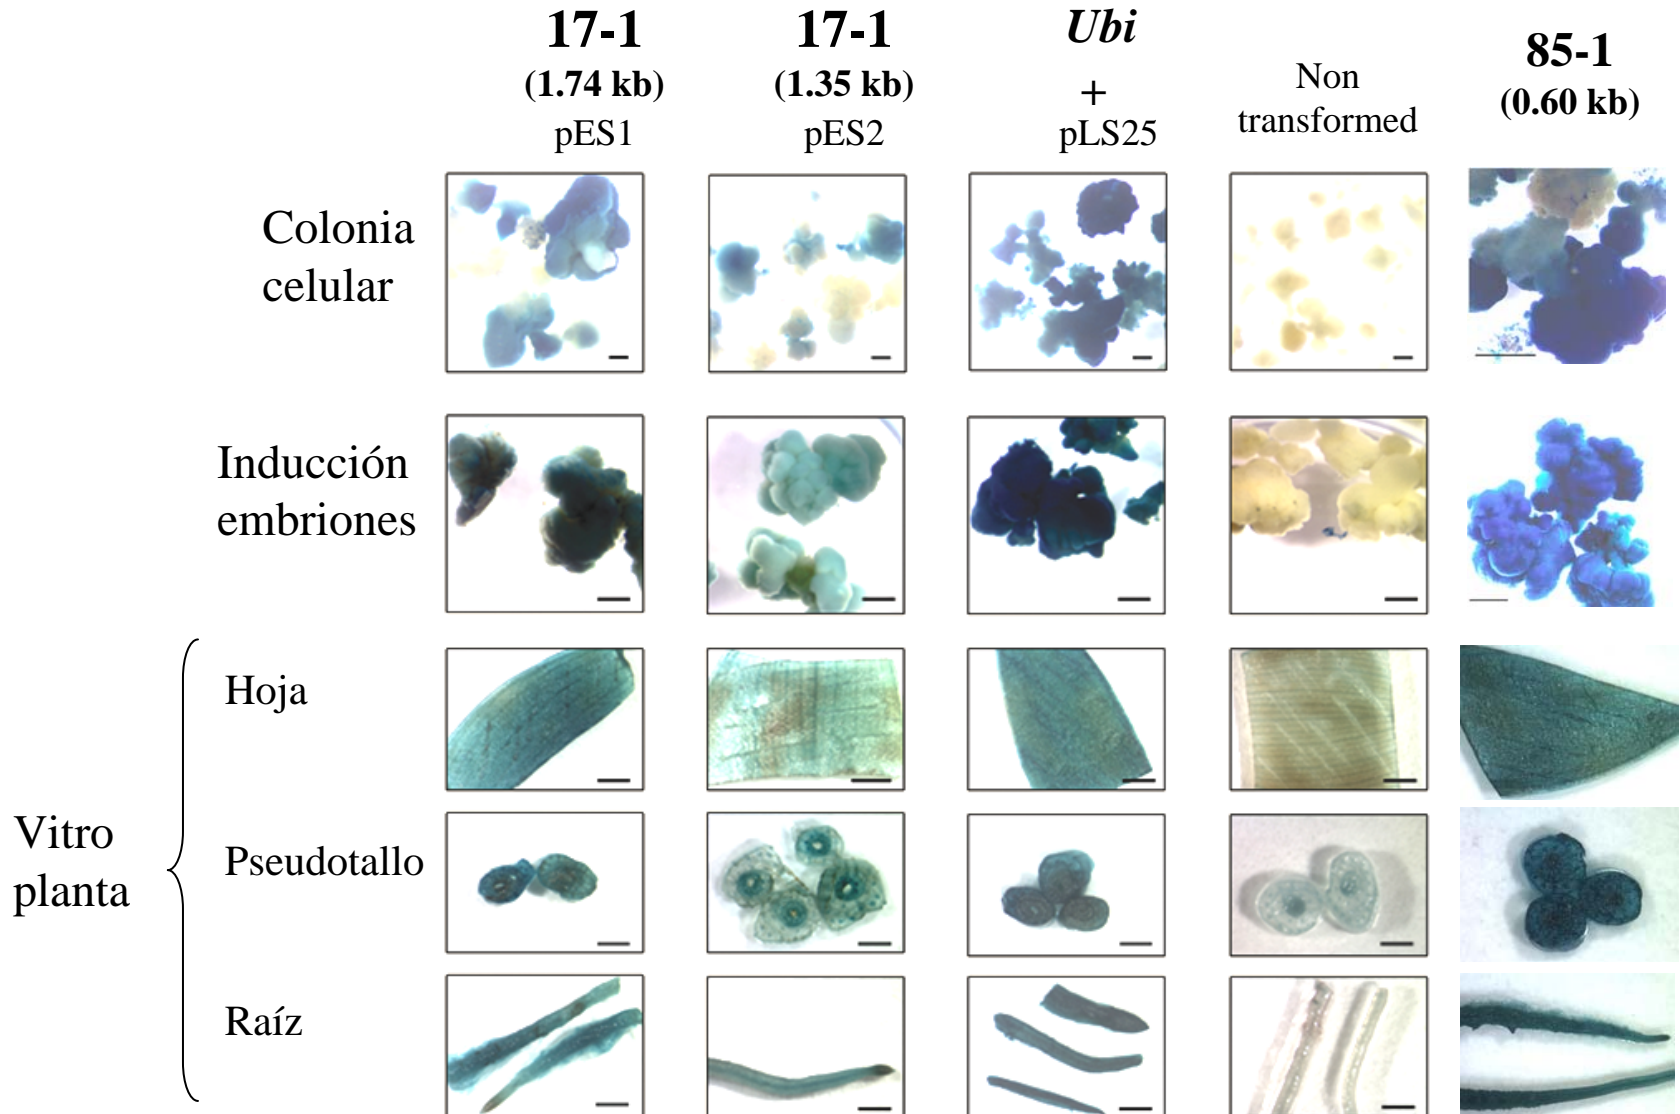 17-1
(1.74 kb)
pES1
17-1
(1.35 kb)
pES2
Ubi
+
pLS25
Non
transformed
85-1
(0.60 kb)
Colonia
celular
Inducción
embriones
Vitro
planta
Hoja
Pseudotallo
Raíz